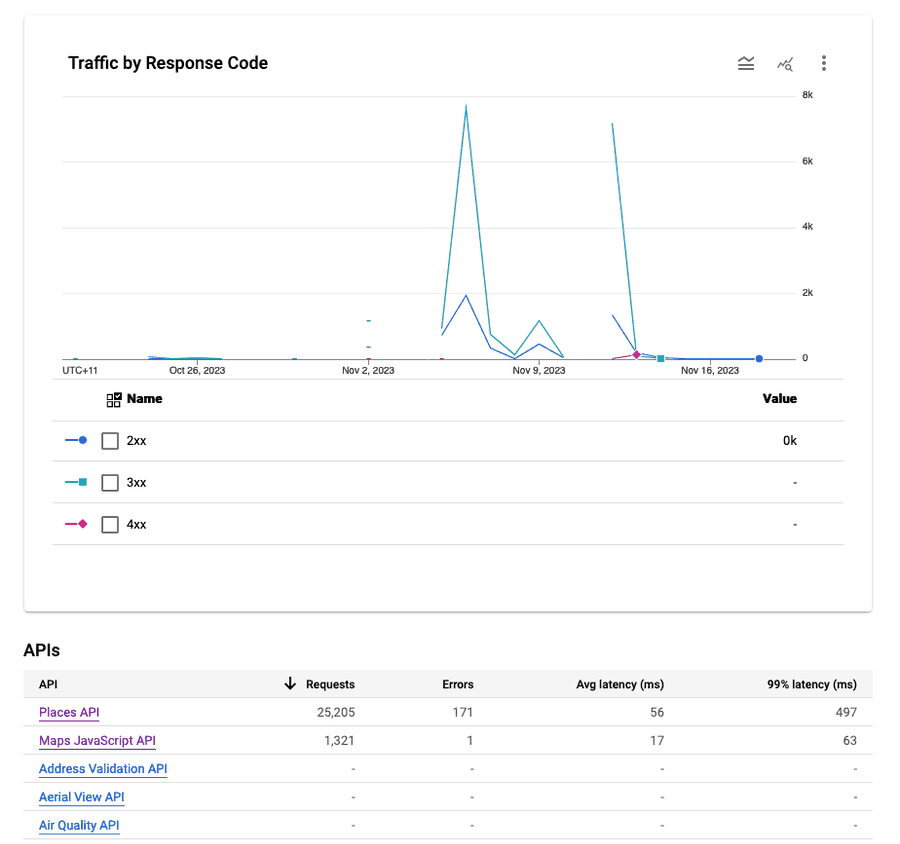 Traffic by Response Code
8k
6k
4k
2k
0
UTC+11 Oct 26, 2023 Nov 2, 2023 Nov 9, 2023 Nov 16, 2023
Name Value
2xx 0k
3xx -
4xx -
APIs
API Requests Errors Avg latency (ms) 99% latency (ms)
Places API 25,205 171 56 497
Maps JavaScript API 1,321 1 17 63
Address Validation API - - - -
Aerial View API - - - -
Air Quality API - - - -